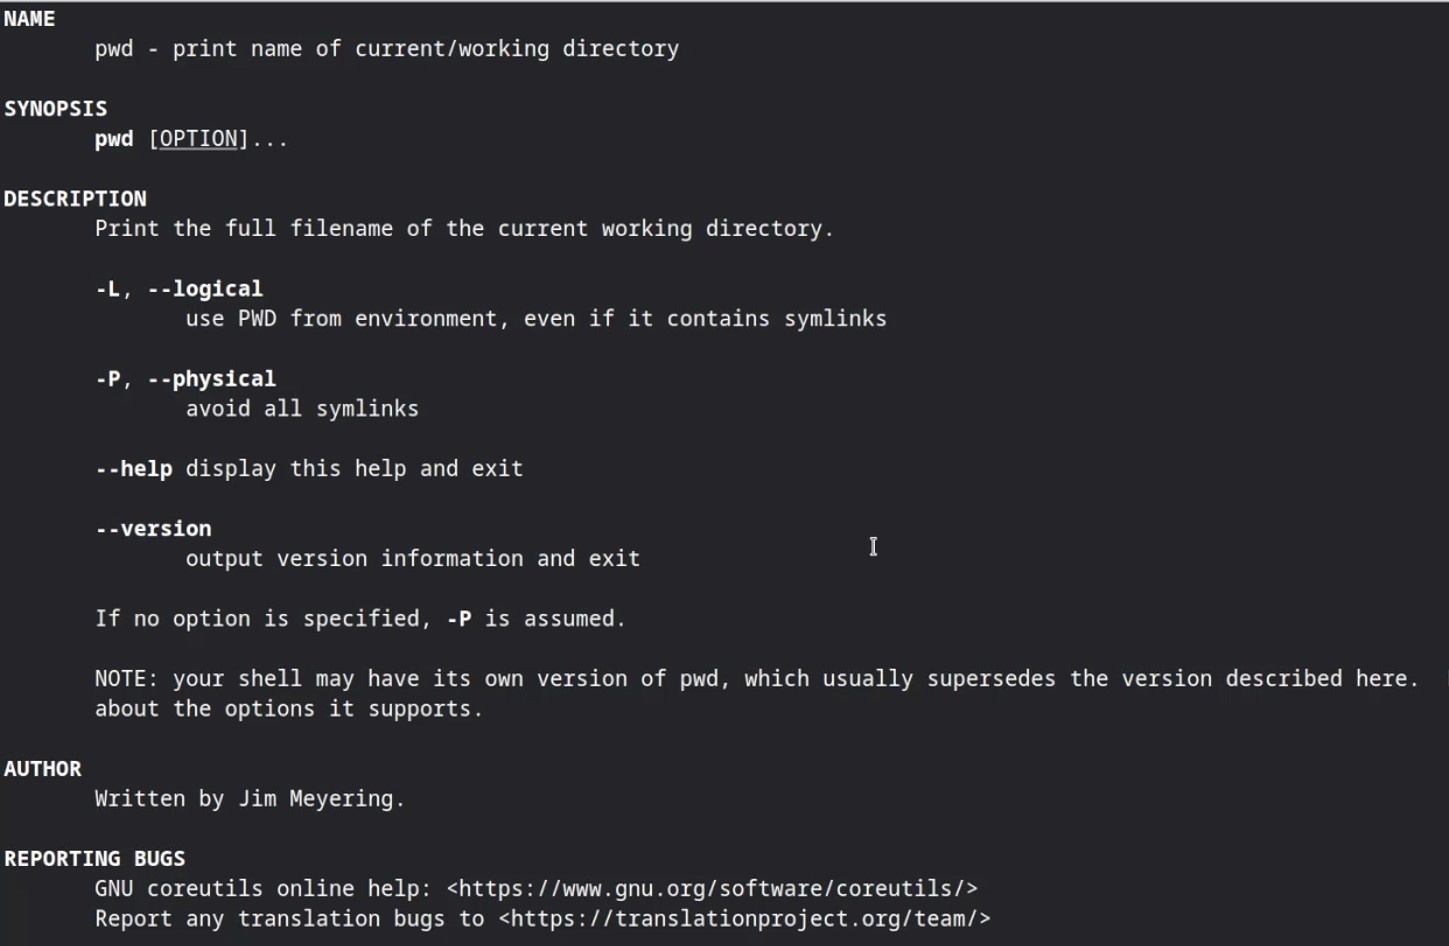 NAME
pwd - print name of current/working directory
SYNOPSIS
pwd [OPTION]...
DESCRIPTION
Print the full filename of the current working directory.
-L, --logical
use PWD from environment, even if it contains symlinks
-P, --physical
avoid all symlinks
--help display this help and exit
--version
output version information and exit
If no option is specified, -P is assumed.
NOTE: your shell may have its own version of pwd, which usually supersedes the version described here.
about the options it supports.
AUTHOR
Written by Jim Meyering.
REPORTING BUGS
GNU coreutils online help: <https://www.gnu.org/software/coreutils/>
Report any translation bugs to <https://translationproject.org/team/>